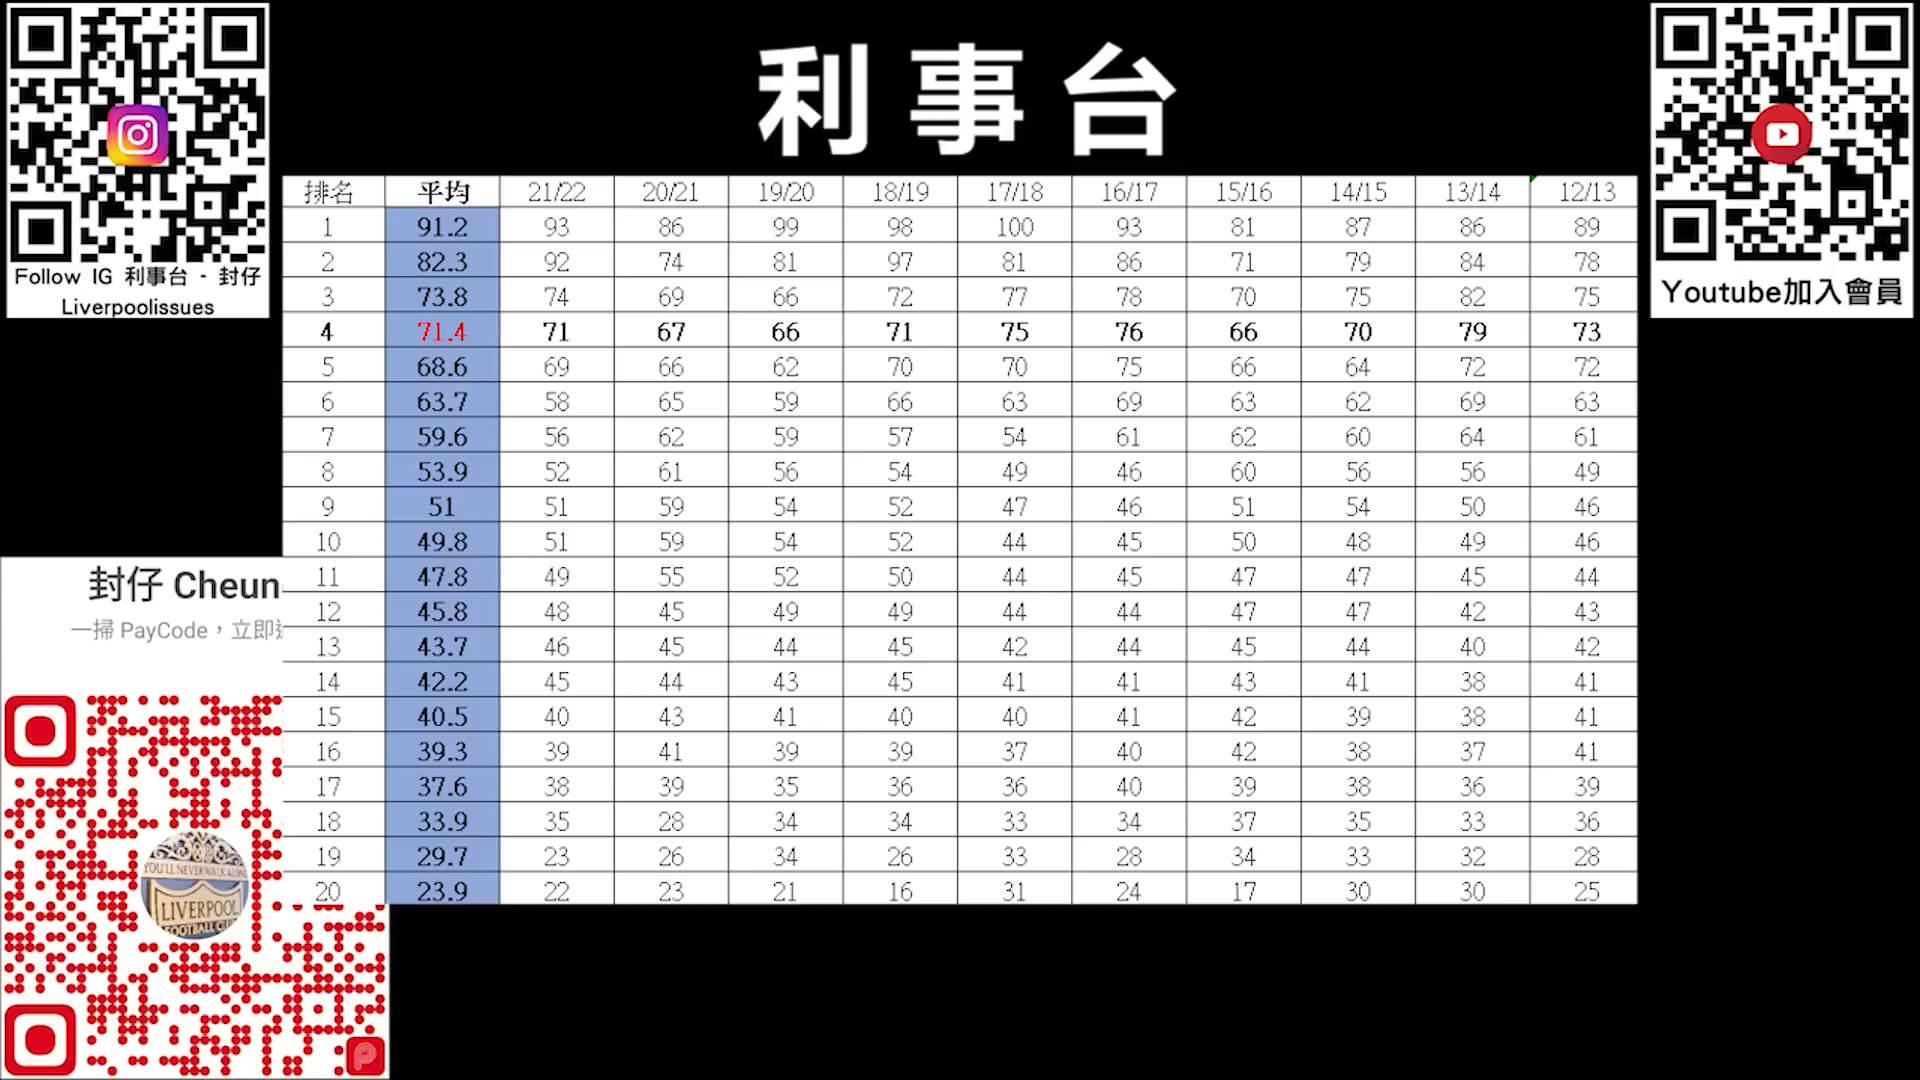 利事台
Follow IG 利事台 - 封仔
Liverpoolissues
Youtube加入會員
排名 平均 21/22 20/21 19/20 18/19 17/18 16/17 15/16 14/15 13/14 12/13
1 91.2 93 86 99 98 100 93 81 87 86 89
2 82.3 92 74 81 97 81 86 71 79 84 78
3 73.8 74 69 66 72 77 78 70 75 82 75
4 71.4 71 67 66 71 75 76 66 70 79 73
5 68.6 69 66 62 70 70 75 66 64 72 72
6 63.7 58 65 59 66 63 69 63 62 69 63
7 59.6 56 62 59 57 54 61 62 60 64 61
8 53.9 52 61 56 54 49 46 60 56 56 49
9 51 51 59 54 52 47 46 51 54 50 46
10 49.8 51 59 54 52 44 45 50 48 49 46
11 47.8 49 55 52 50 44 45 47 47 45 44
12 45.8 48 45 49 49 44 44 47 47 42 43
13 43.7 46 45 44 45 42 44 45 44 40 42
14 42.2 45 44 43 45 41 41 43 41 38 41
15 40.5 40 43 41 40 40 41 42 39 38 41
16 39.3 39 41 39 39 37 40 42 38 37 41
17 37.6 38 39 35 36 36 40 39 38 36 39
18 33.9 35 28 34 34 33 34 37 35 33 36
19 29.7 23 26 34 26 33 28 34 33 32 28
20 23.9 22 23 21 16 31 24 17 30 30 25
封仔 Cheun
一掃 PayCode，立即
YOU'LL NEVER WALK ALONE
LIVERPOOL
FOOTBALL CLUB